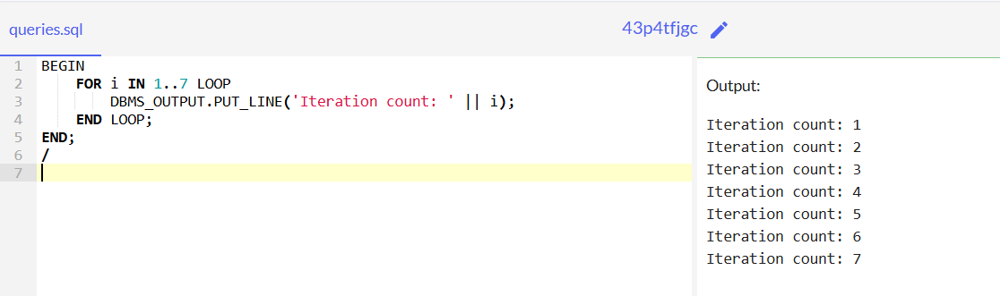 queries.sql
43p4tfjgc
1 BEGIN
2     FOR i IN 1..7 LOOP
3         DBMS_OUTPUT.PUT_LINE('Iteration count: ' || i);
4     END LOOP;
5 END;
6 /
7
Output:
Iteration count: 1
Iteration count: 2
Iteration count: 3
Iteration count: 4
Iteration count: 5
Iteration count: 6
Iteration count: 7